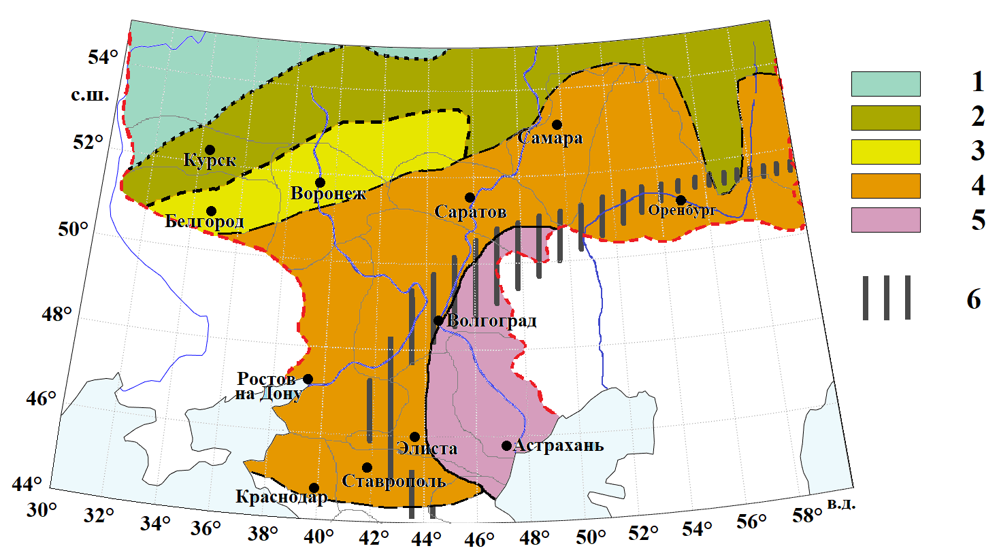 54°
с.ш.
52°
50°
48°
46°
44°
30°
32°
34°
36°
38°
40°
42°
44°
46°
48°
50°
52°
54°
56°
58°
в.д.
Курск
Белгород
Воронеж
Самара
Саратов
Оренбург
Волгоград
Ростов
на Дону
Элиста
Астрахань
Ставрополь
Краснодар
1
2
3
4
5
6